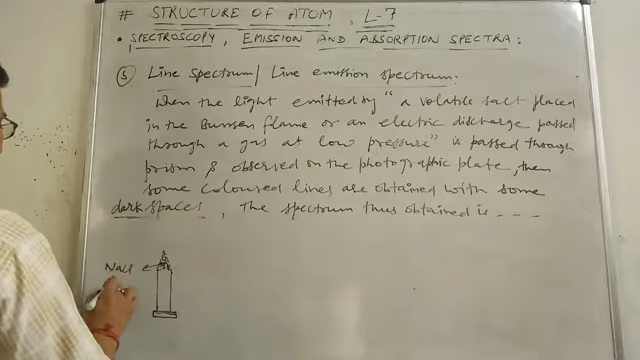 # STRUCTURE OF ATOM, L-7
• SPECTROSCOPY, EMISSION AND ABSORPTION SPECTRA:
⑤ Line spectrum/ Line emission spectrum.
When the light emitted by "a volatile salt placed
in the Bunsen flame or an electric discharge passed
through a gas at low pressure" is passed through
prism & observed on the photographic plate, then
some coloured lines are obtained with some
dark spaces, The spectrum thus obtained is ---
NaCl